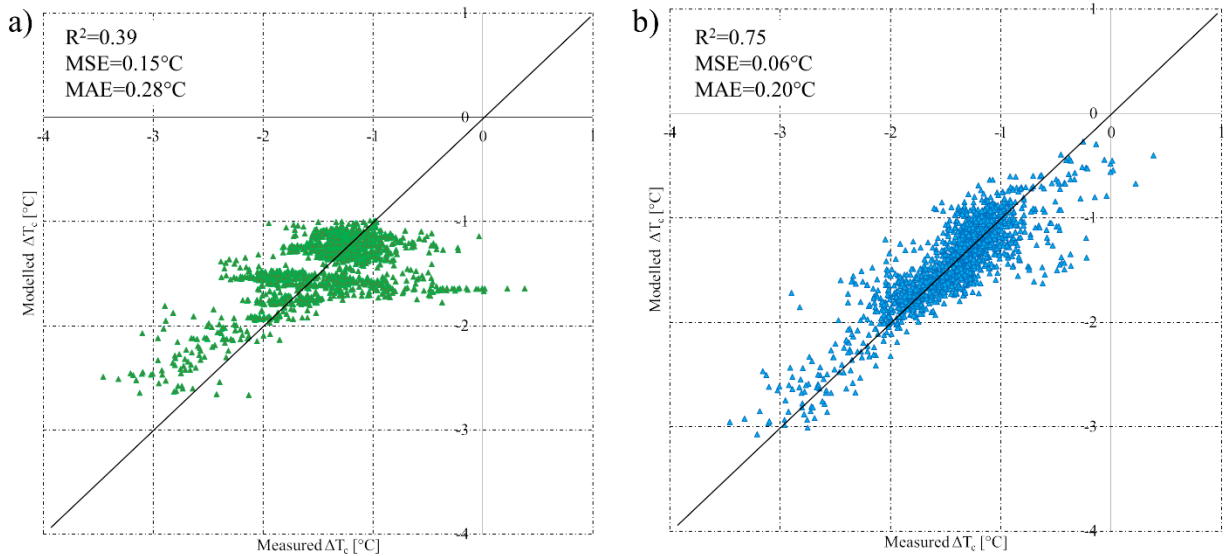 a)
R²=0.39
MSE=0.15°C
MAE=0.28°C
1
0
-4
-3
-2
-1
0
1
-1
-2
-3
-4
Modelled ΔTc [°C]
Measured ΔTc [°C]
b)
R²=0.75
MSE=0.06°C
MAE=0.20°C
1
0
-4
-3
-2
-1
0
1
-1
-2
-3
-4
Modelled ΔTc [°C]
Measured ΔTc [°C]